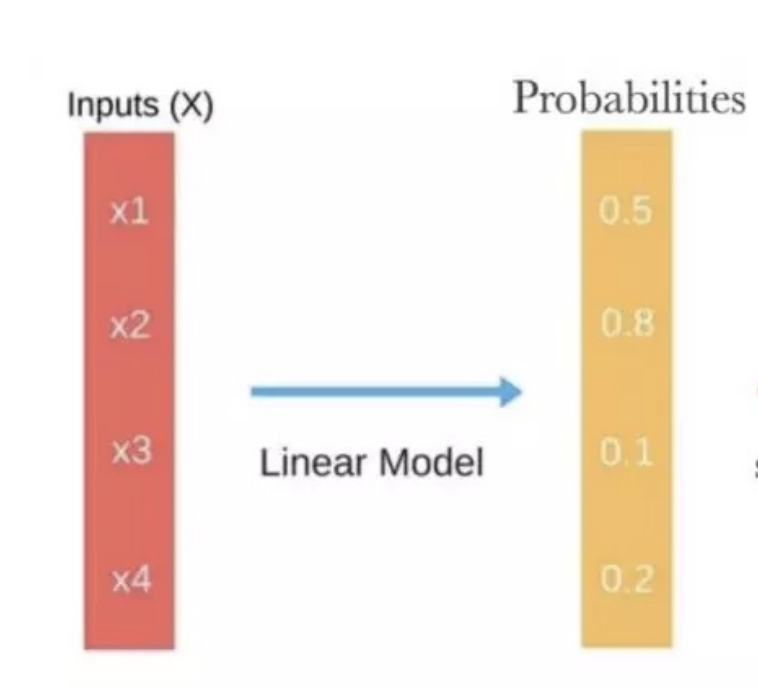 Inputs (X)
Probabilities
x1
0.5
x2
0.8
x3
0.1
x4
0.2
Linear Model